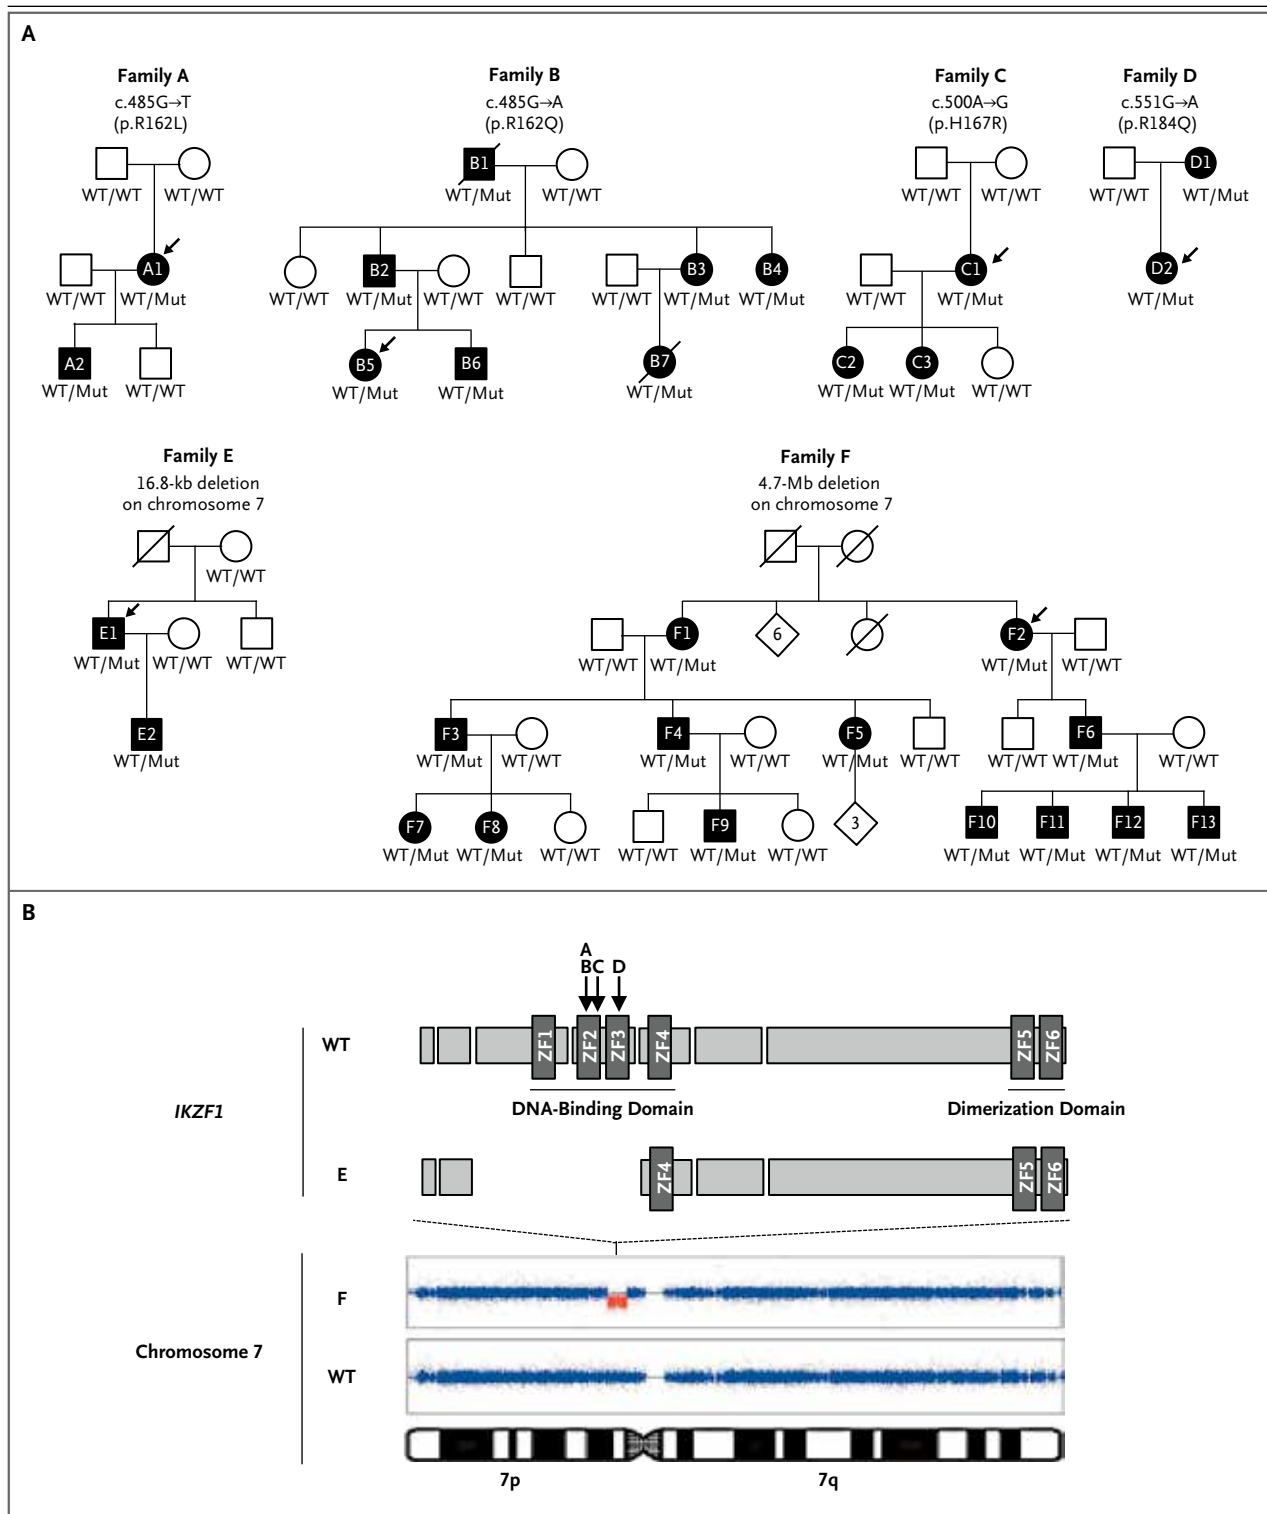 A
Family A
c.485G→T
(p.R162L)
WT/WT WT/WT
A1
WT/WT WT/Mut
A2
WT/Mut WT/WT
Family B
c.485G→A
(p.R162Q)
B1
WT/Mut WT/WT
B2 B3 B4
WT/WT WT/Mut WT/WT WT/WT WT/WT WT/Mut WT/Mut
B5 B6 B7
WT/Mut WT/Mut WT/Mut
Family C
c.500A→G
(p.H167R)
WT/WT WT/WT
C1
WT/WT WT/Mut
C2 C3
WT/Mut WT/Mut WT/WT
Family D
c.551G→A
(p.R184Q)
D1
WT/WT WT/Mut
D2
WT/Mut
Family E
16.8-kb deletion
on chromosome 7
WT/WT
E1
WT/Mut WT/WT WT/WT
E2
WT/Mut
Family F
4.7-Mb deletion
on chromosome 7
F1 6 F2
WT/WT WT/Mut WT/Mut WT/WT
F3 F4 F5 F6
WT/Mut WT/WT WT/Mut WT/WT WT/Mut WT/WT WT/WT WT/Mut WT/WT
F7 F8 F9 3 F10 F11 F12 F13
WT/Mut WT/Mut WT/WT WT/WT WT/Mut WT/WT WT/Mut WT/Mut WT/Mut WT/Mut
B
A
BC D
WT ZF1 ZF2 ZF3 ZF4 ZF5 ZF6
DNA-Binding Domain Dimerization Domain
IKZF1
E ZF4 ZF5 ZF6
F
Chromosome 7
WT
7p 7q